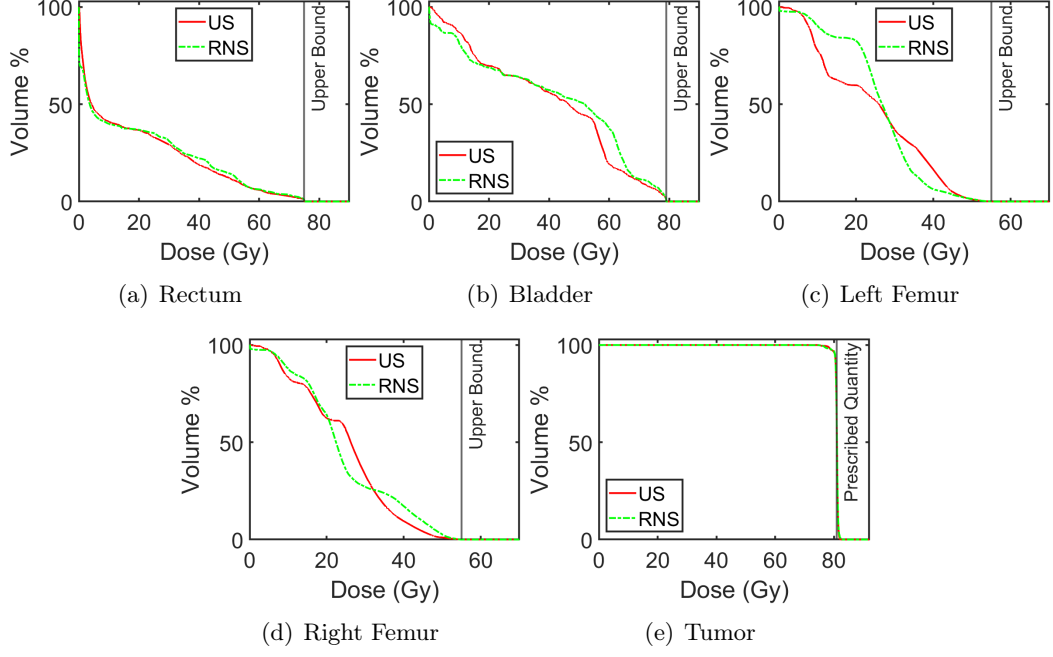 100
50
0
Volume %
US
RNS
Upper Bound
0 20 40 60 80
Dose (Gy)
(a) Rectum
100
50
0
Volume %
US
RNS
Upper Bound
0 20 40 60 80
Dose (Gy)
(b) Bladder
100
50
0
Volume %
US
RNS
Upper Bound
0 20 40 60
Dose (Gy)
(c) Left Femur
100
50
0
Volume %
US
RNS
Upper Bound
0 20 40 60
Dose (Gy)
(d) Right Femur
100
50
0
Volume %
US
RNS
Prescribed Quantity
0 20 40 60 80
Dose (Gy)
(e) Tumor